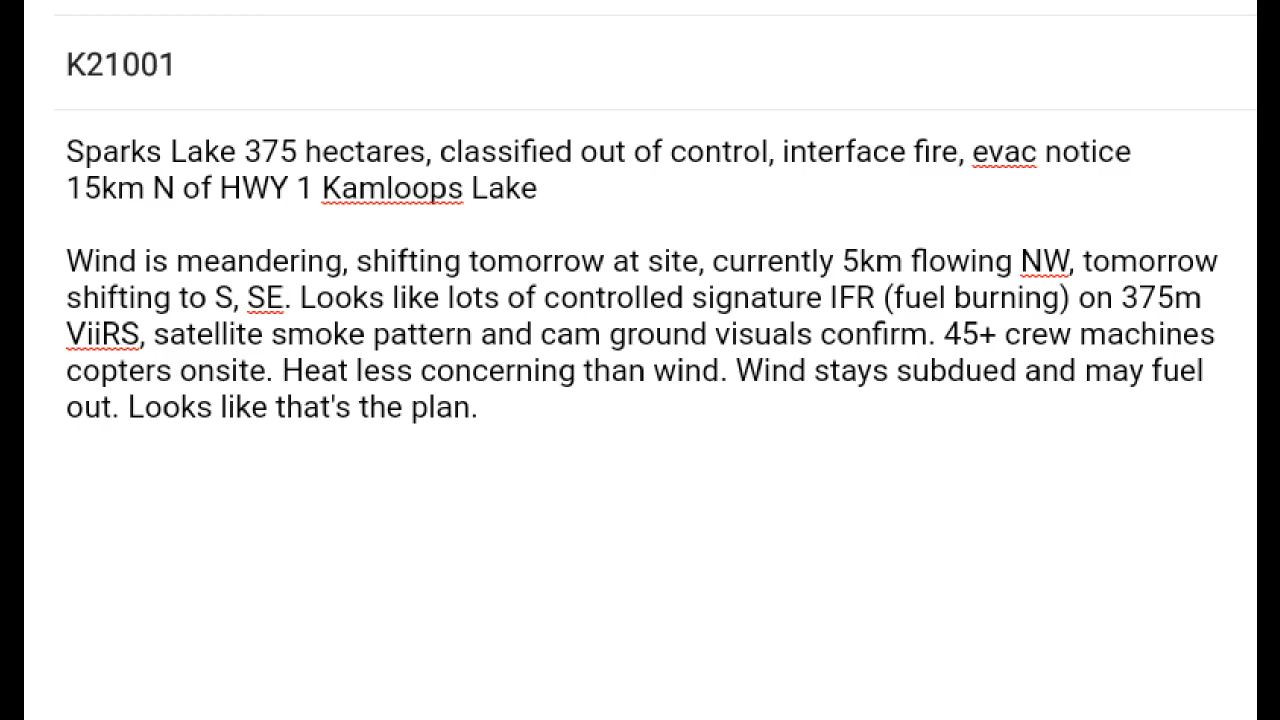 K21001
Sparks Lake 375 hectares, classified out of control, interface fire, evac notice
15km N of HWY 1 Kamloops Lake
Wind is meandering, shifting tomorrow at site, currently 5km flowing NW, tomorrow
shifting to S, SE. Looks like lots of controlled signature IFR (fuel burning) on 375m
ViiRS, satellite smoke pattern and cam ground visuals confirm. 45+ crew machines
copters onsite. Heat less concerning than wind. Wind stays subdued and may fuel
out. Looks like that's the plan.